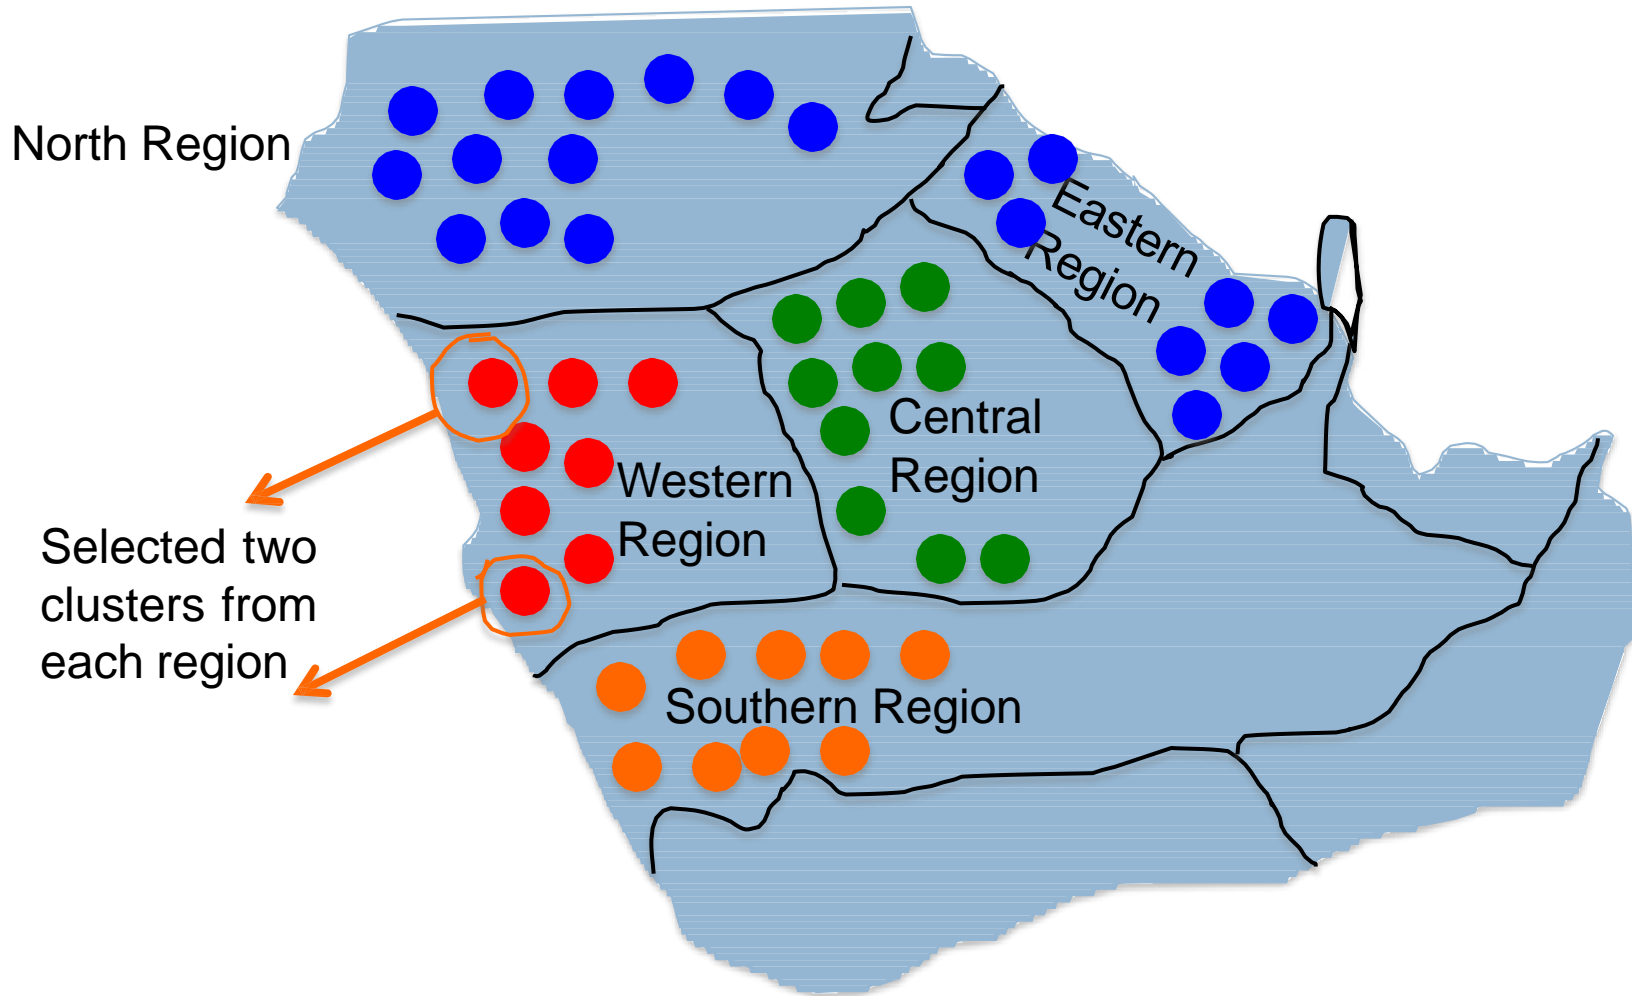 North Region
Eastern
Region
Central
Region
Western
Region
Selected two
clusters from
each region
Southern Region